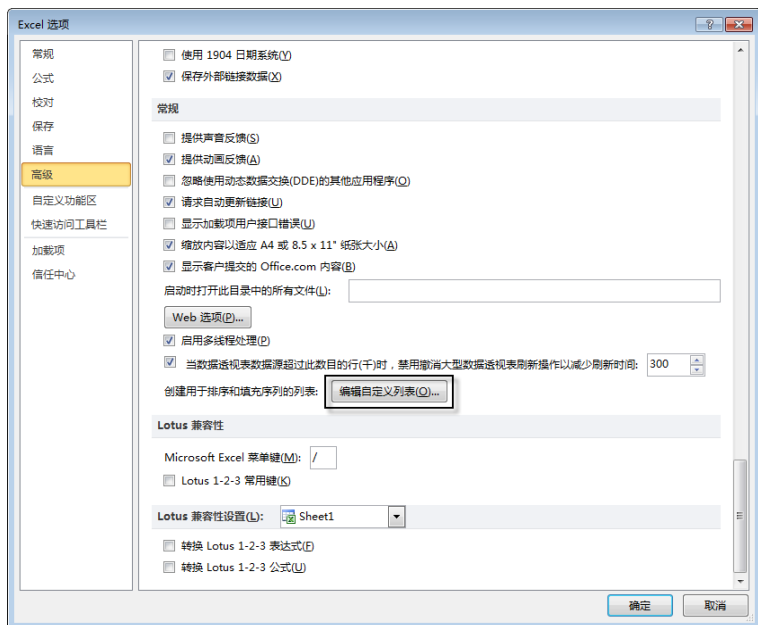 Excel 选项
常规
公式
校对
保存
语言
高级
自定义功能区
快速访问工具栏
加载项
信任中心
使用 1904 日期系统(Y)
保存外部链接数据(X)
常规
提供声音反馈(S)
提供动画反馈(A)
忽略使用动态数据交换(DDE)的其他应用程序(O)
请求自动更新链接(U)
显示加载项用户接口错误(U)
缩放内容以适应 A4 或 8.5 x 11" 纸张大小(A)
显示客户提交的 Office.com 内容(B)
启动时打开此目录中的所有文件(L):
Web 选项(P)...
启用多线程处理(P)
当数据透视表数据源超过此数目的行(千)时，禁用撤消大型数据透视表刷新操作以减少刷新时间: 300
创建用于排序和填充序列的列表: 编辑自定义列表(O)...
Lotus 兼容性
Microsoft Excel 菜单键(M): /
Lotus 1-2-3 常用键(K)
Lotus 兼容性设置(L): Sheet1
转换 Lotus 1-2-3 表达式(F)
转换 Lotus 1-2-3 公式(U)
确定 取消